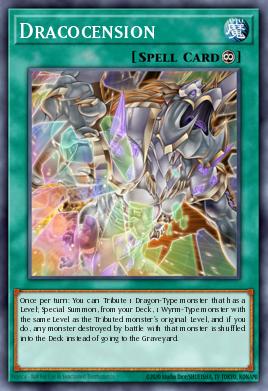 Dracocension
魔
[Spell Card]
Once per turn: You can Tribute 1 Dragon-Type monster that has a
Level; Special Summon, from your Deck, 1 Wyrm-Type monster with
the same Level as the Tributed monster's original Level, and if you
do, any monster destroyed by battle with that monster is shuffled
into the Deck instead of going to the Graveyard.